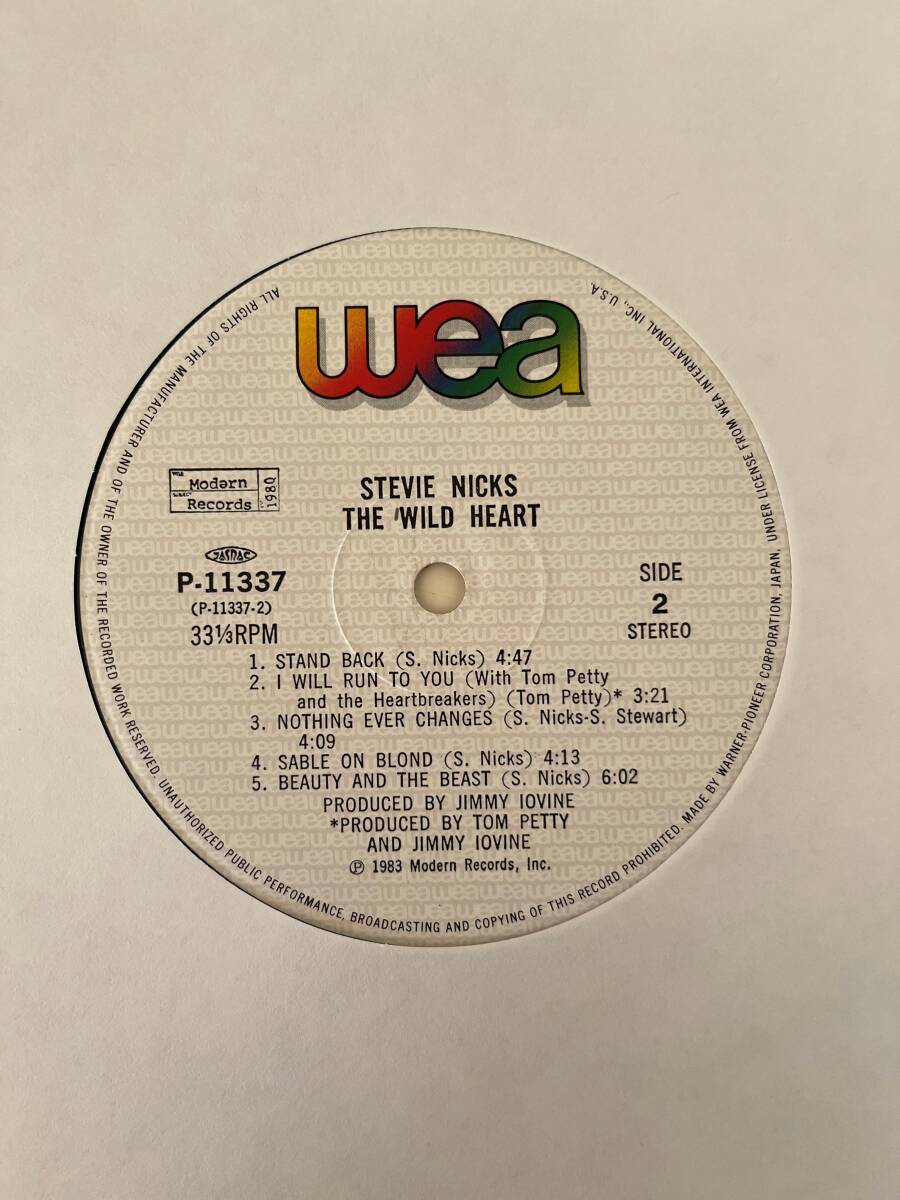 wea
ALL RIGHTS OF THE MANUFACTURER AND OF THE OWNER OF THE RECORDED WORK RESERVED. UNAUTHORIZED PUBLIC PERFORMANCE, BROADCASTING AND COPYING OF THIS RECORD PROHIBITED. MADE BY WARNER-PIONEER CORPORATION, JAPAN, UNDER LICENSE FROM WEA INTERNATIONAL INC., U.S.A.
TITLE Modern
SUBJECT Records
1980
STEVIE NICKS
THE WILD HEART
JASRAC
P-11337
(P-11337-2)
33⅓RPM
SIDE
2
STEREO
1. STAND BACK (S. Nicks) 4:47
2. I WILL RUN TO YOU (With Tom Petty
and the Heartbreakers) (Tom Petty)* 3:21
3. NOTHING EVER CHANGES (S. Nicks-S. Stewart)
4:09
4. SABLE ON BLOND (S. Nicks) 4:13
5. BEAUTY AND THE BEAST (S. Nicks) 6:02
PRODUCED BY JIMMY IOVINE
*PRODUCED BY TOM PETTY
AND JIMMY IOVINE
Ⓟ 1983 Modern Records, Inc.